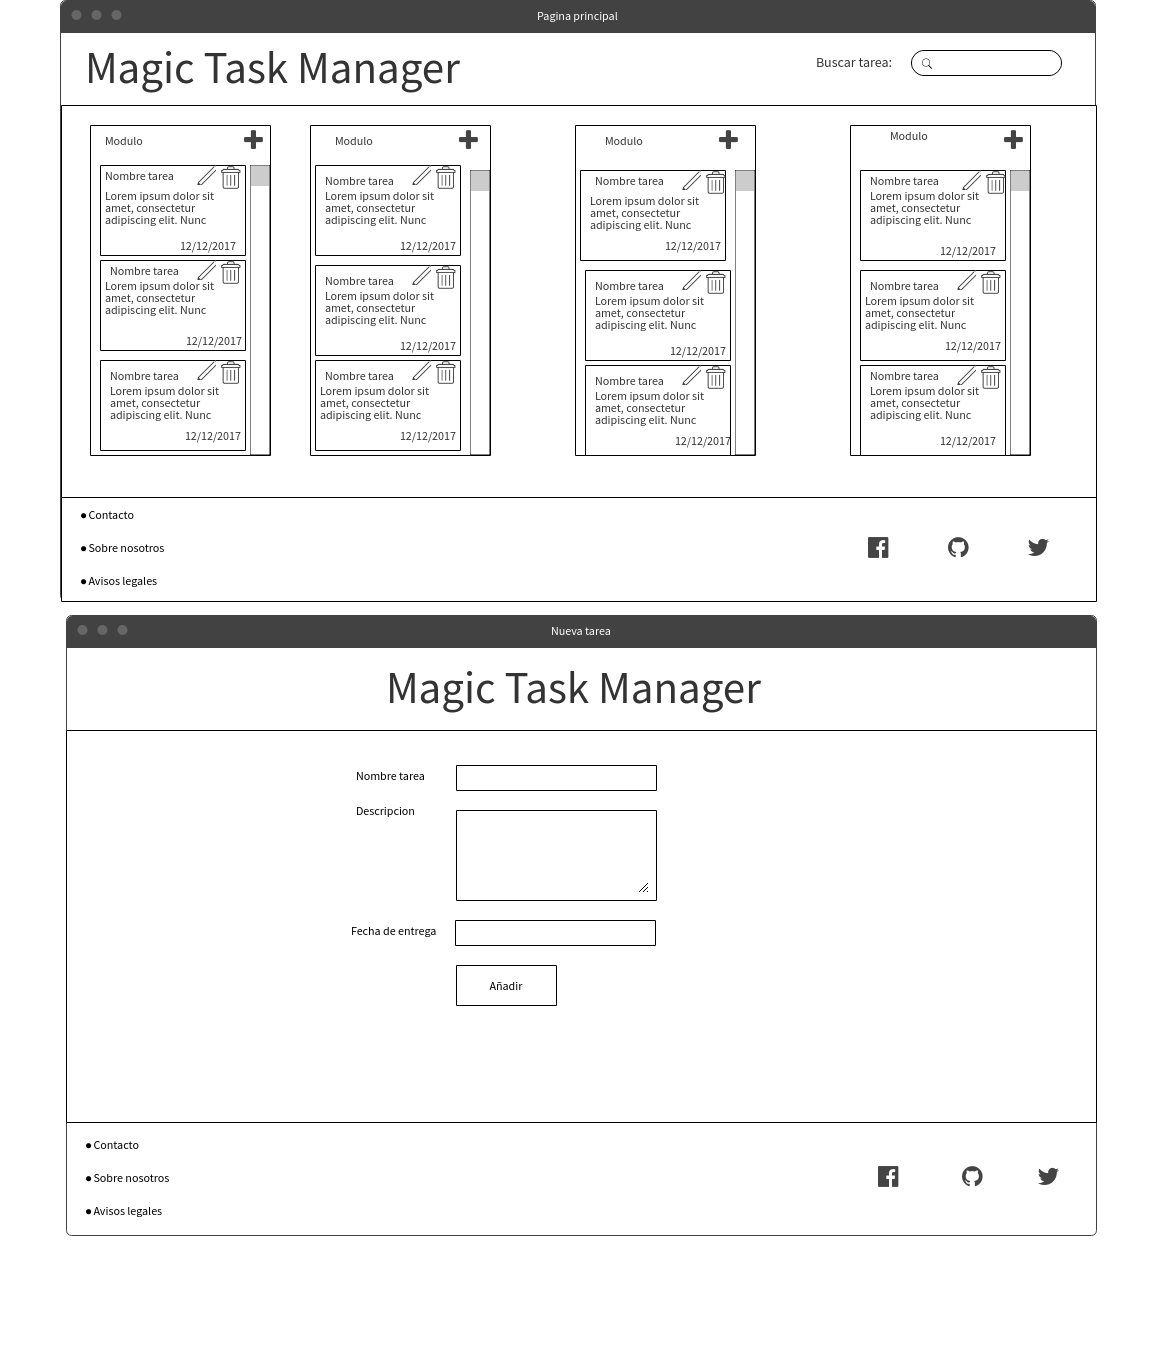 Pagina principal
Magic Task Manager
Buscar tarea:
Modulo
Nombre tarea
Lorem ipsum dolor sit
amet, consectetur
adipiscing elit. Nunc
12/12/2017
Nombre tarea
Lorem ipsum dolor sit
amet, consectetur
adipiscing elit. Nunc
12/12/2017
Nombre tarea
Lorem ipsum dolor sit
amet, consectetur
adipiscing elit. Nunc
12/12/2017
Modulo
Nombre tarea
Lorem ipsum dolor sit
amet, consectetur
adipiscing elit. Nunc
12/12/2017
Nombre tarea
Lorem ipsum dolor sit
amet, consectetur
adipiscing elit. Nunc
12/12/2017
Nombre tarea
Lorem ipsum dolor sit
amet, consectetur
adipiscing elit. Nunc
12/12/2017
Modulo
Nombre tarea
Lorem ipsum dolor sit
amet, consectetur
adipiscing elit. Nunc
12/12/2017
Nombre tarea
Lorem ipsum dolor sit
amet, consectetur
adipiscing elit. Nunc
12/12/2017
Nombre tarea
Lorem ipsum dolor sit
amet, consectetur
adipiscing elit. Nunc
12/12/2017
Modulo
Nombre tarea
Lorem ipsum dolor sit
amet, consectetur
adipiscing elit. Nunc
12/12/2017
Nombre tarea
Lorem ipsum dolor sit
amet, consectetur
adipiscing elit. Nunc
12/12/2017
Nombre tarea
Lorem ipsum dolor sit
amet, consectetur
adipiscing elit. Nunc
12/12/2017
Contacto
Sobre nosotros
Avisos legales
Nueva tarea
Magic Task Manager
Nombre tarea
Descripcion
Fecha de entrega
Añadir
Contacto
Sobre nosotros
Avisos legales